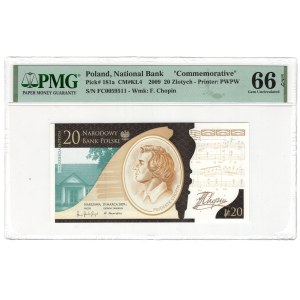 PMG
PAPER MONEY GUARANTY
Poland, National Bank "Commemorative"
Pick# 181a CM#KL4 2009 20 Zlotych - Printer: PWPW
S/N FC0059511 - Wmk: F. Chopin
66 EPQ
Gem Uncirculated
20 NARODOWY
BANK POLSKI
FChopin
20